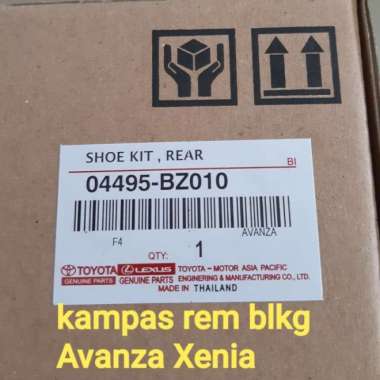 SHOE KIT , REAR
BI
04495-BZ010
F4
AVANZA
QTY: 1
TOYOTA LEXUS TOYOTA – MOTOR ASIA PACIFIC
GENUINE PARTS GENUINE PARTS ENGINEERING & MANUFACTURING CO., LTD.
MADE IN THAILAND
kampas rem blkg
Avanza Xenia